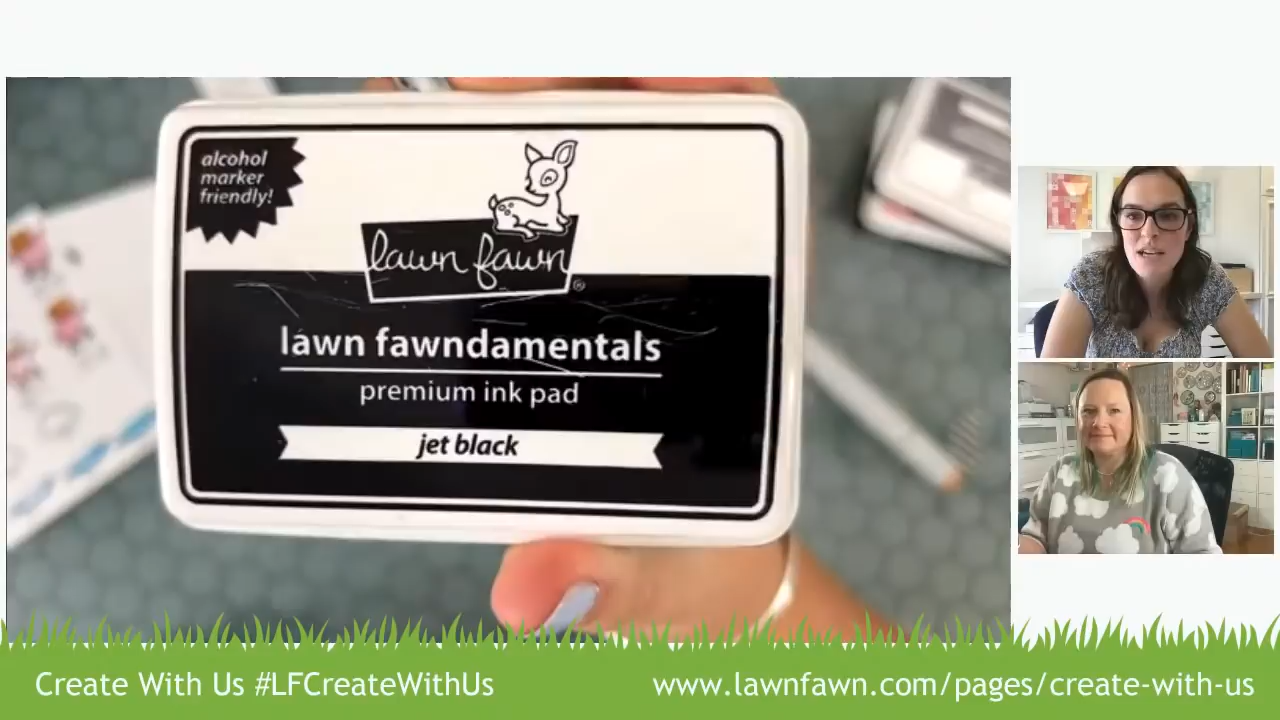 alcohol
marker
friendly!
lawn fawn®
lawn fawndamentals
premium ink pad
jet black
Create With Us #LFCreateWithUs
www.lawnfawn.com/pages/create-with-us